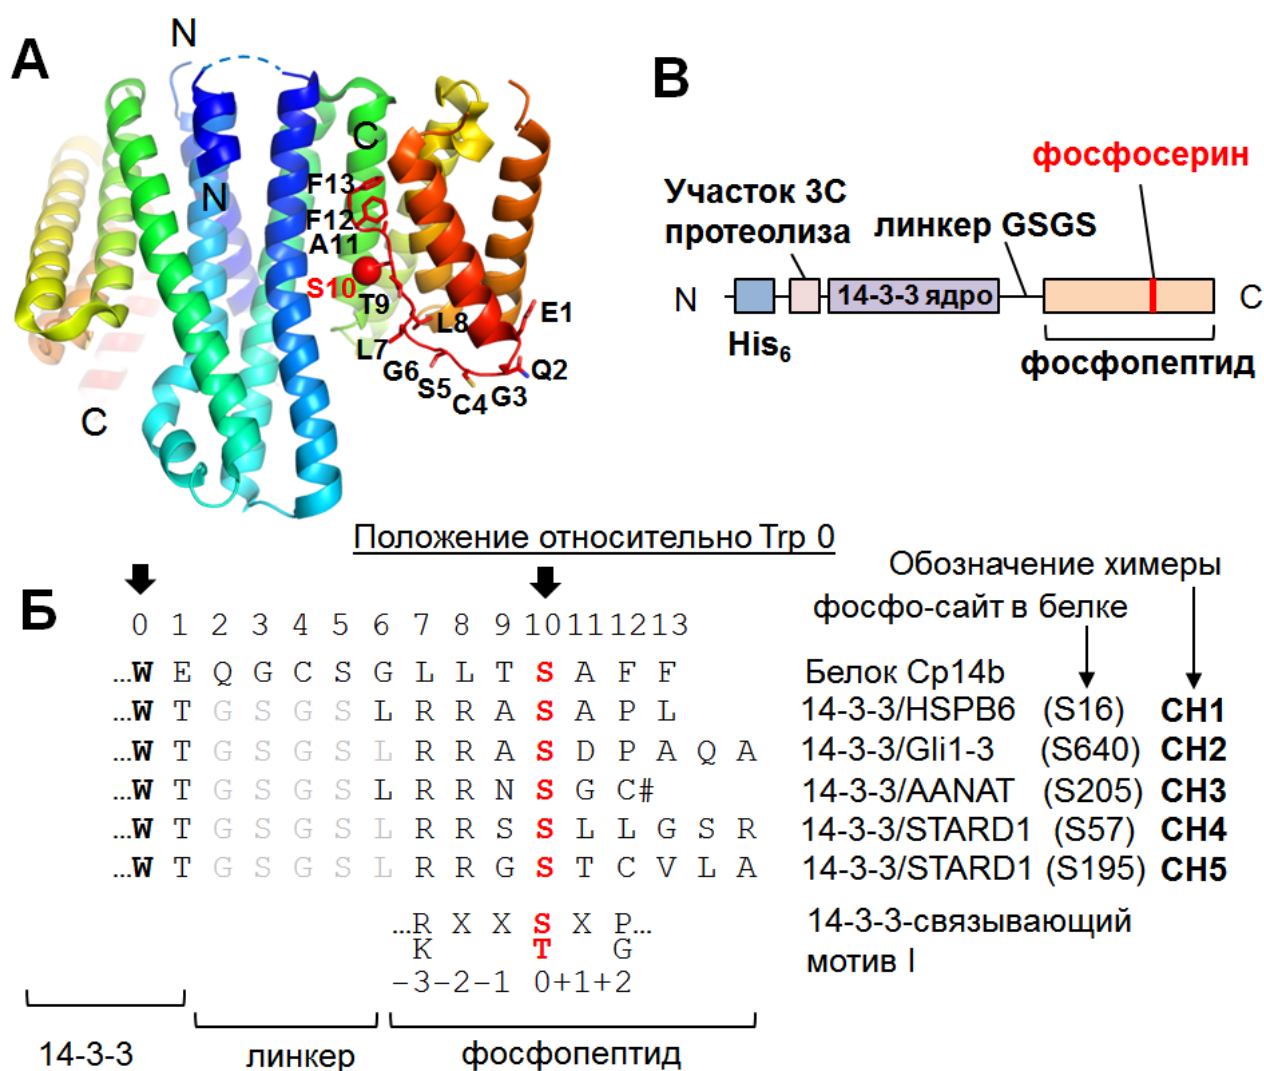 А
N
N
C
C
F13
F12
A11
S10
T9
L8
L7
G6
S5
C4
G3
Q2
E1
В
фосфосерин
Участок 3С
протеолиза
линкер GSGS
N
14-3-3 ядро
C
His6
фосфопептид
Положение относительно Trp 0
Обозначение химеры
фосфо-сайт в белке
Б
0 1 2 3 4 5 6 7 8 9 10 11 12 13
...W E Q G C S G L L T S A F F Белок Cp14b
...W T G S G S L R R A S A P L 14-3-3/HSPB6 (S16) CH1
...W T G S G S L R R A S D P A Q A 14-3-3/Gli1-3 (S640) CH2
...W T G S G S L R R N S G C# 14-3-3/AANAT (S205) CH3
...W T G S G S L R R S S L L G S R 14-3-3/STARD1 (S57) CH4
...W T G S G S L R R G S T C V L A 14-3-3/STARD1 (S195) CH5
...R X X S X P... 14-3-3-связывающий
K T G мотив I
-3-2-1 0+1+2
14-3-3 линкер фосфопептид